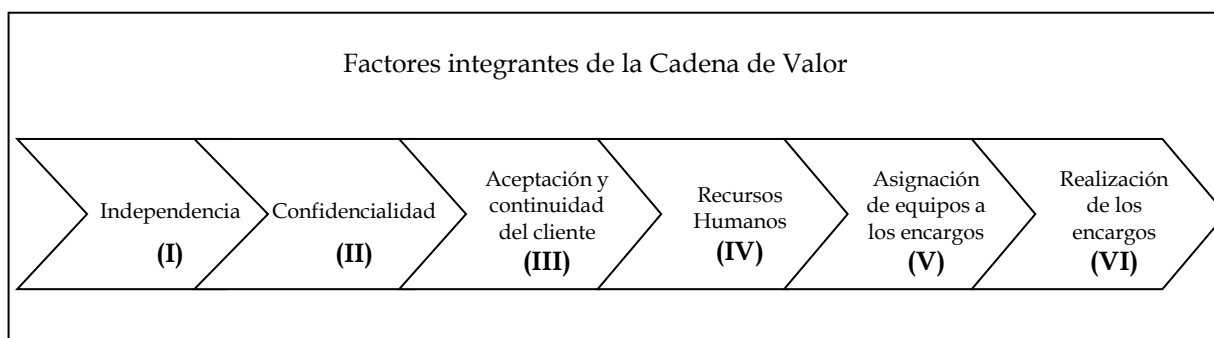 Factores integrantes de la Cadena de Valor
Independencia
(I)
Confidencialidad
(II)
Aceptación y
continuidad
del cliente
(III)
Recursos
Humanos
(IV)
Asignación
de equipos a
los encargos
(V)
Realización
de los
encargos
(VI)